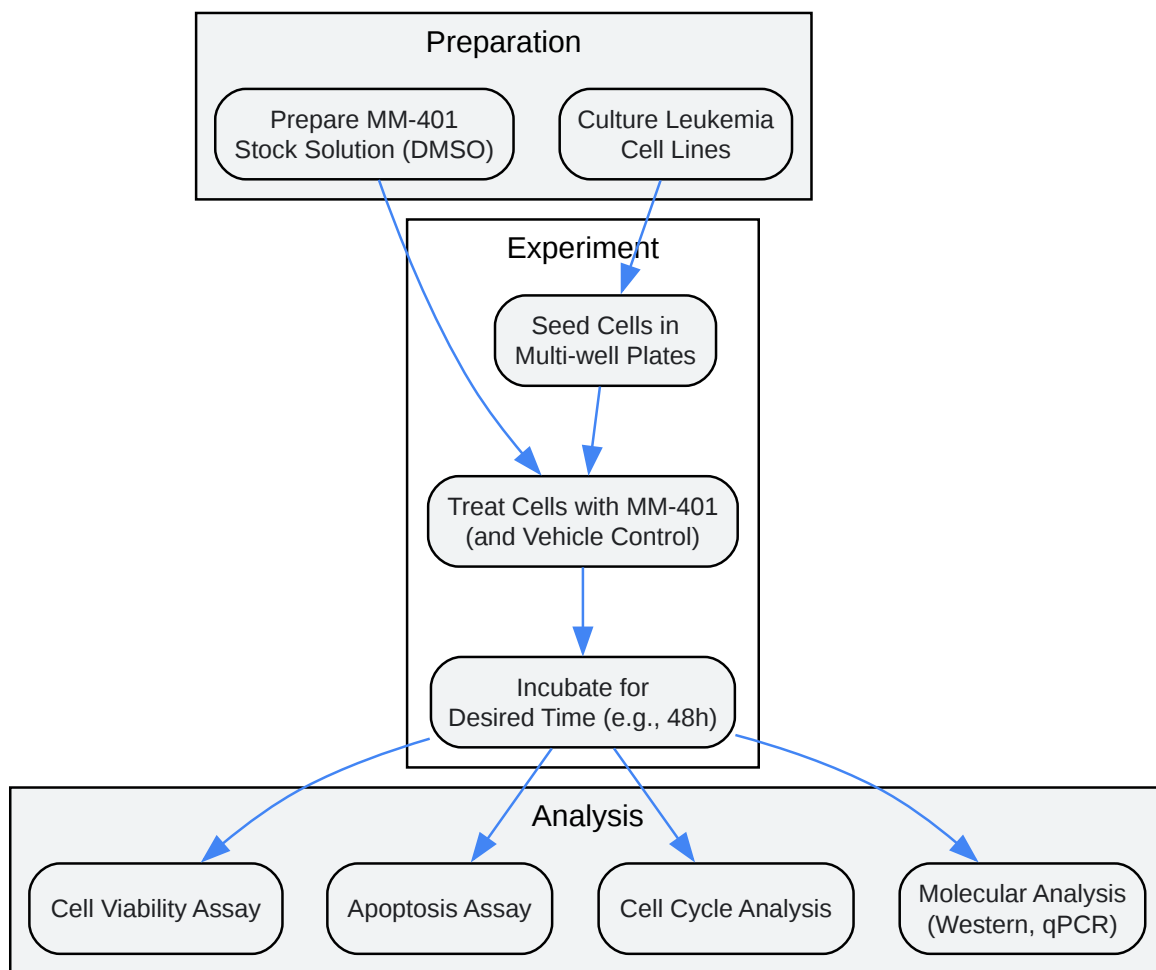 Preparation
Prepare MM-401
Stock Solution (DMSO)
Culture Leukemia
Cell Lines
Experiment
Seed Cells in
Multi-well Plates
Treat Cells with MM-401
(and Vehicle Control)
Incubate for
Desired Time (e.g., 48h)
Analysis
Cell Viability Assay
Apoptosis Assay
Cell Cycle Analysis
Molecular Analysis
(Western, qPCR)